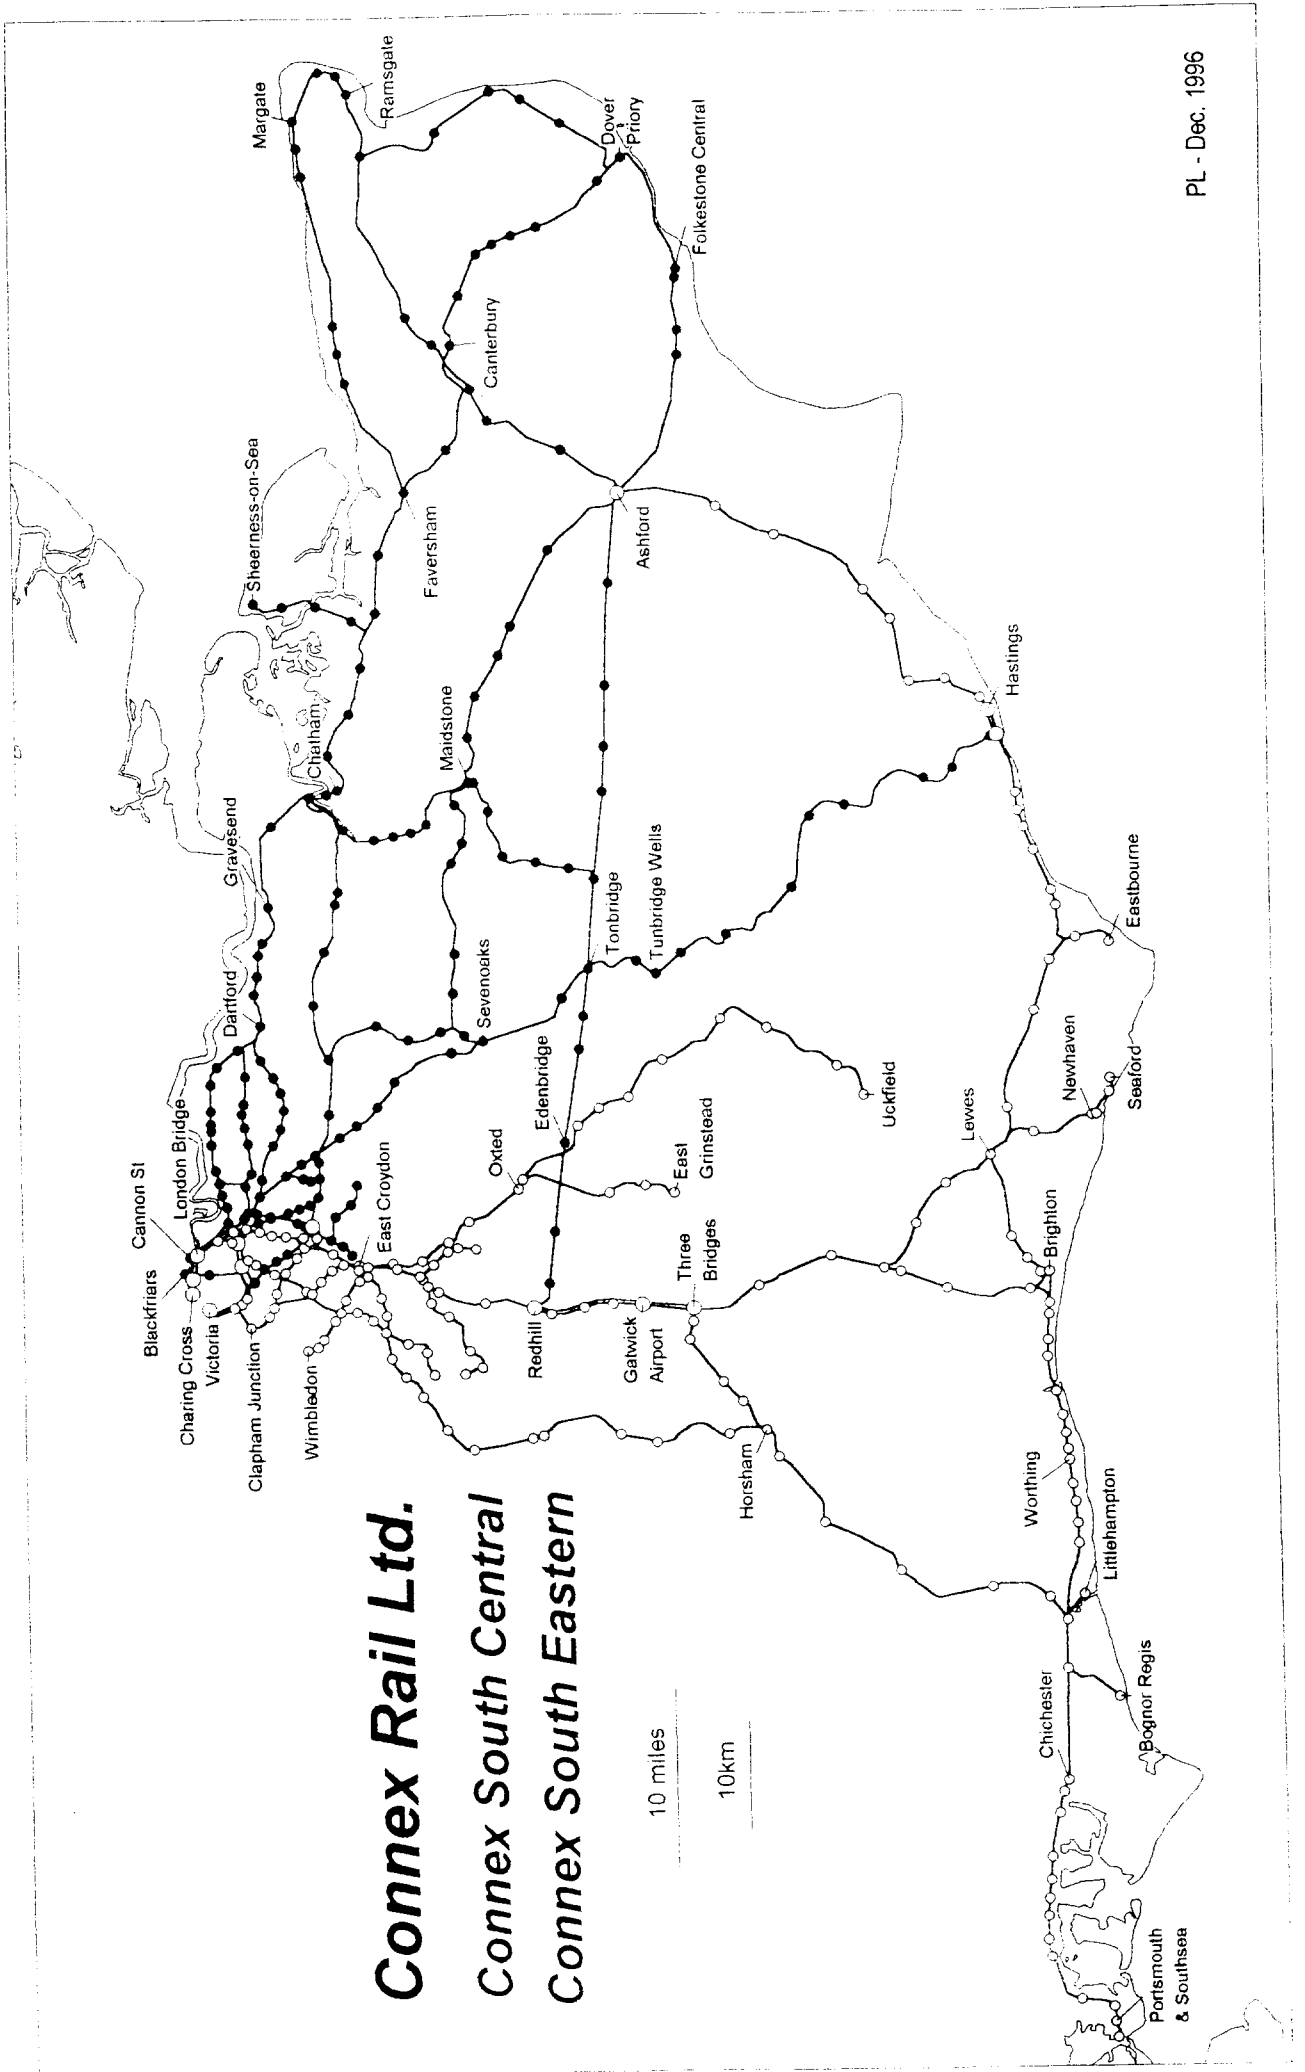 Connex Rail Ltd.
Connex South Central
Connex South Eastern
10 miles
10km
Blackfriars
Cannon St
Charing Cross
London Bridge
Victoria
Clapham Junction
Wimbledon
East Croydon
Dartford
Gravesend
Chatham
Sheerness-on-Sea
Margate
Ramsgate
Faversham
Canterbury
Dover
Priory
Folkestone Central
Maidstone
Ashford
Sevenoaks
Oxted
Edenbridge
Tonbridge
Tunbridge Wells
Redhill
Gatwick
Airport
Three
Bridges
East
Grinstead
Uckfield
Horsham
Lewes
Hastings
Chichester
Worthing
Brighton
Newhaven
Seaford
Eastbourne
Littlehampton
Bognor Regis
Portsmouth
& Southsea
PL - Dec. 1996